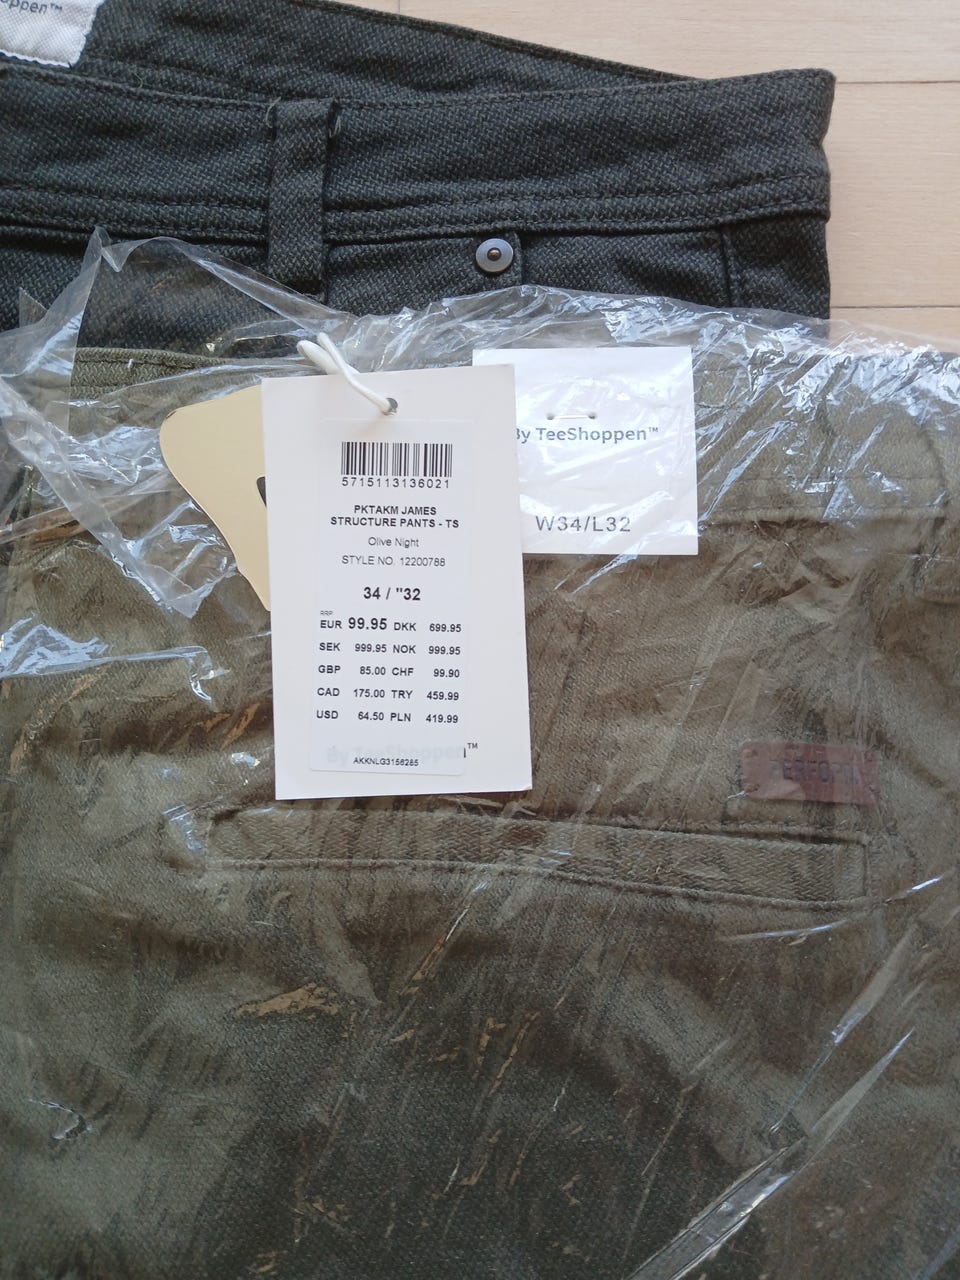 oppen™
5715113136021
PKTAKM JAMES
STRUCTURE PANTS - TS
Olive Night
STYLE NO. 12200788
34 / "32
RRP
EUR 99.95 DKK 699.95
SEK 999.95 NOK 999.95
GBP 85.00 CHF 99.90
CAD 175.00 TRY 459.99
USD 64.50 PLN 419.99
By TeeShoppen™
AKKNLG3156285
By TeeShoppen™
W34/L32